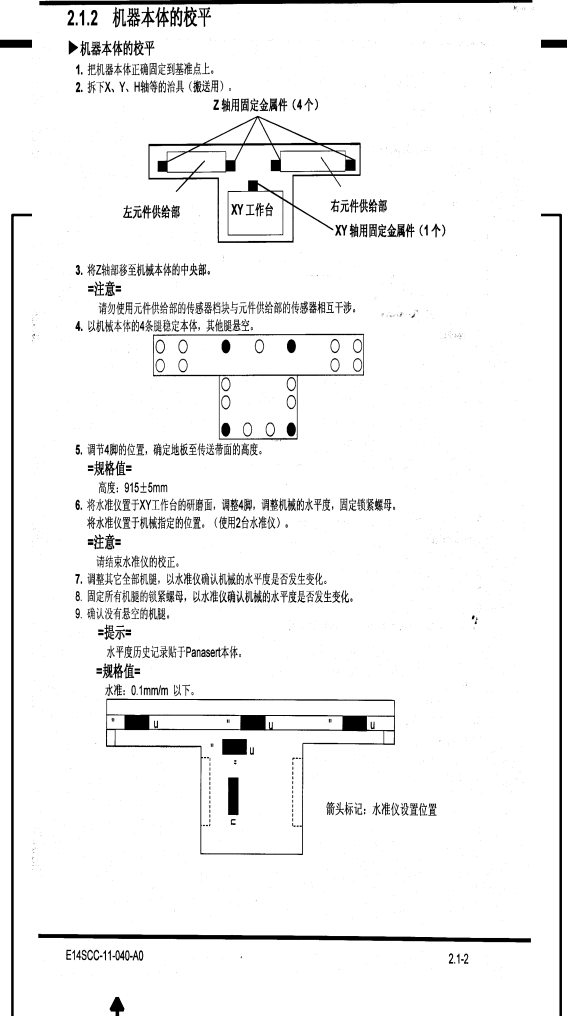 2.1.2 机器本体的校平
▶机器本体的校平
1. 把机器本体正确固定到基准点上。
2. 拆下X、Y、H轴等的治具（搬送用）。
Z 轴用固定金属件（4 个）
左元件供给部
XY 工作台
右元件供给部
XY 轴用固定金属件（1 个）
3. 将Z轴部移至机械本体的中央部。
=注意=
请勿使用元件供给部的传感器档块与元件供给部的传感器相互干涉。
4. 以机械本体的4条腿稳定本体，其他腿悬空。
5. 调节4脚的位置，确定地板至传送带面的高度。
=规格值=
高度：915±5mm
6. 将水准仪置于XY工作台的研磨面，调整4脚，调整机械的水平度，固定锁紧螺母。
将水准仪置于机械指定的位置。（使用2台水准仪）。
=注意=
请结束水准仪的校正。
7. 调整其它全部机腿，以水准仪确认机械的水平度是否发生变化。
8. 固定所有机腿的锁紧螺母，以水准仪确认机械的水平度是否发生变化。
9. 确认没有悬空的机腿。
=提示=
水平度历史记录贴于Panasert本体。
=规格值=
水准：0.1mm/m 以下。
" u " u " u
" u
"
u
箭头标记：水准仪设置位置
E14SCC-11-040-A0
2.1-2